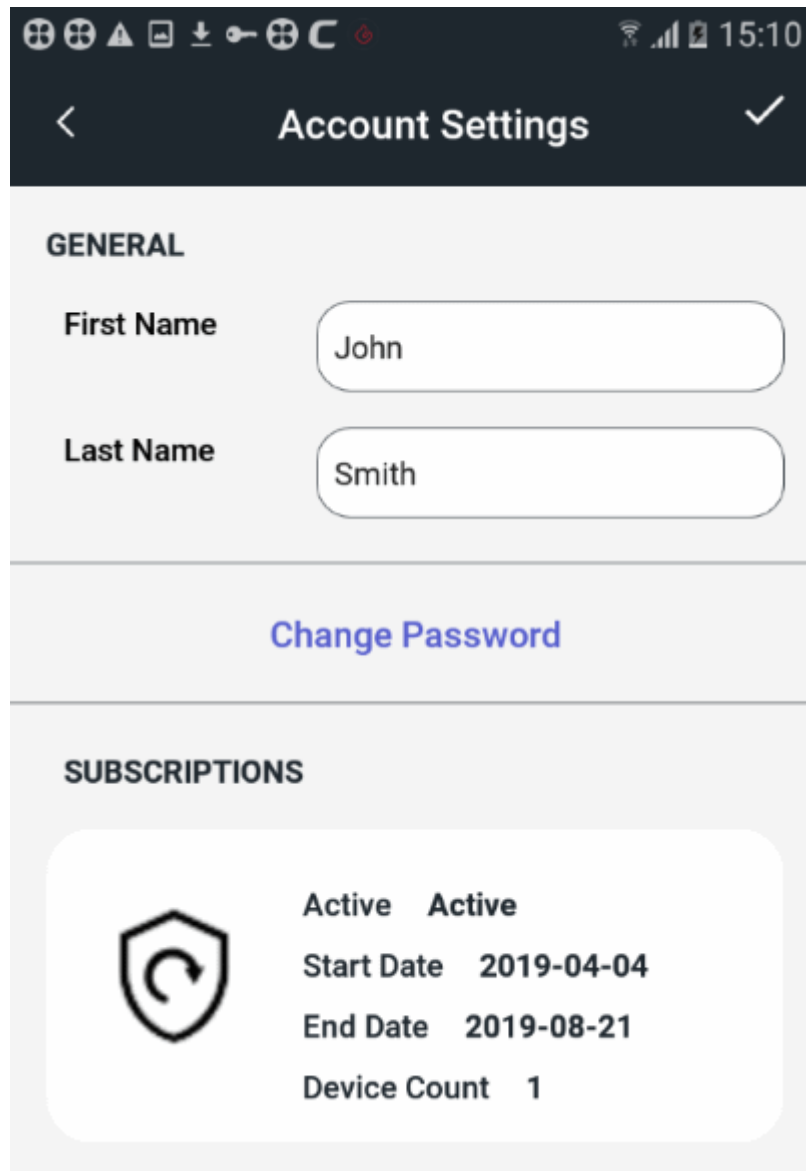 15:10
Account Settings
GENERAL
First Name John
Last Name Smith
Change Password
SUBSCRIPTIONS
Active Active
Start Date 2019-04-04
End Date 2019-08-21
Device Count 1